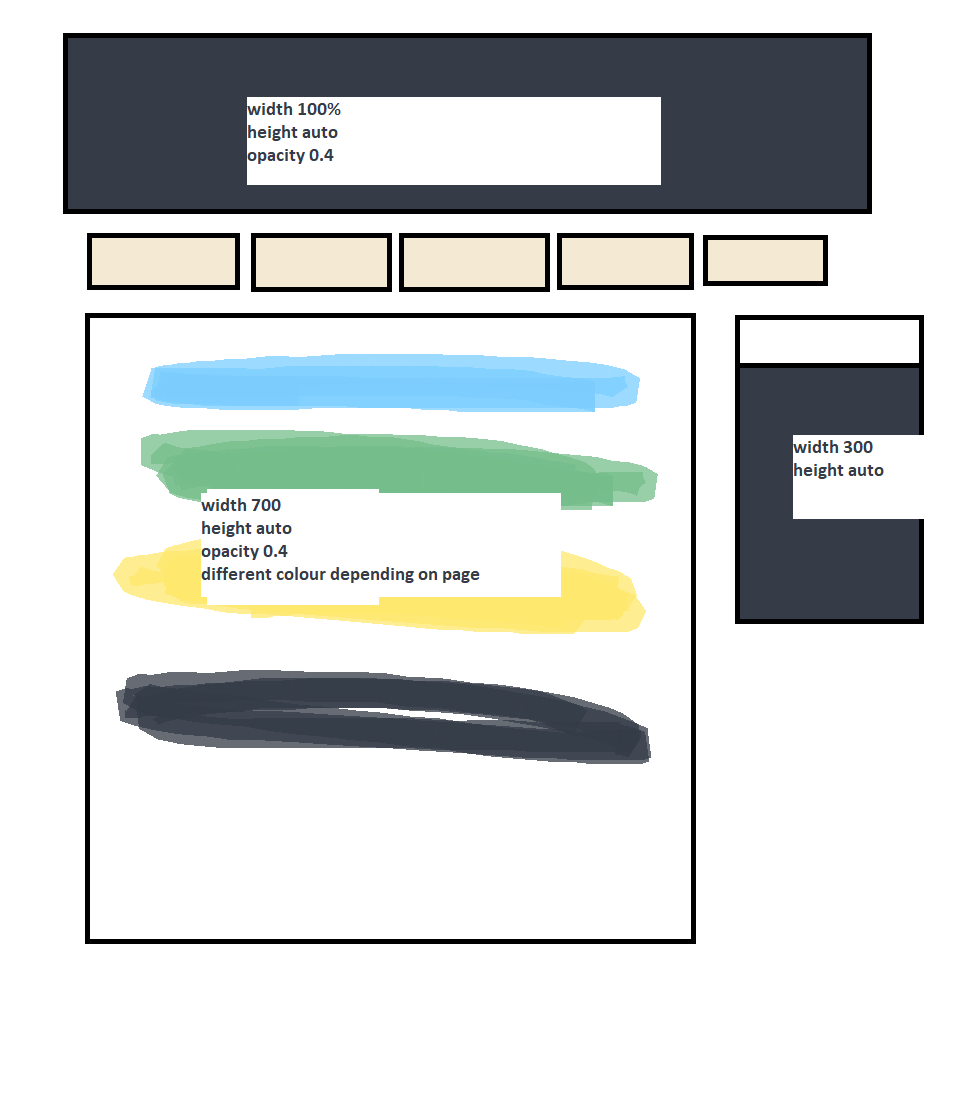 width 100%
height auto
opacity 0.4
width 700
height auto
opacity 0.4
different colour depending on page
width 300
height auto